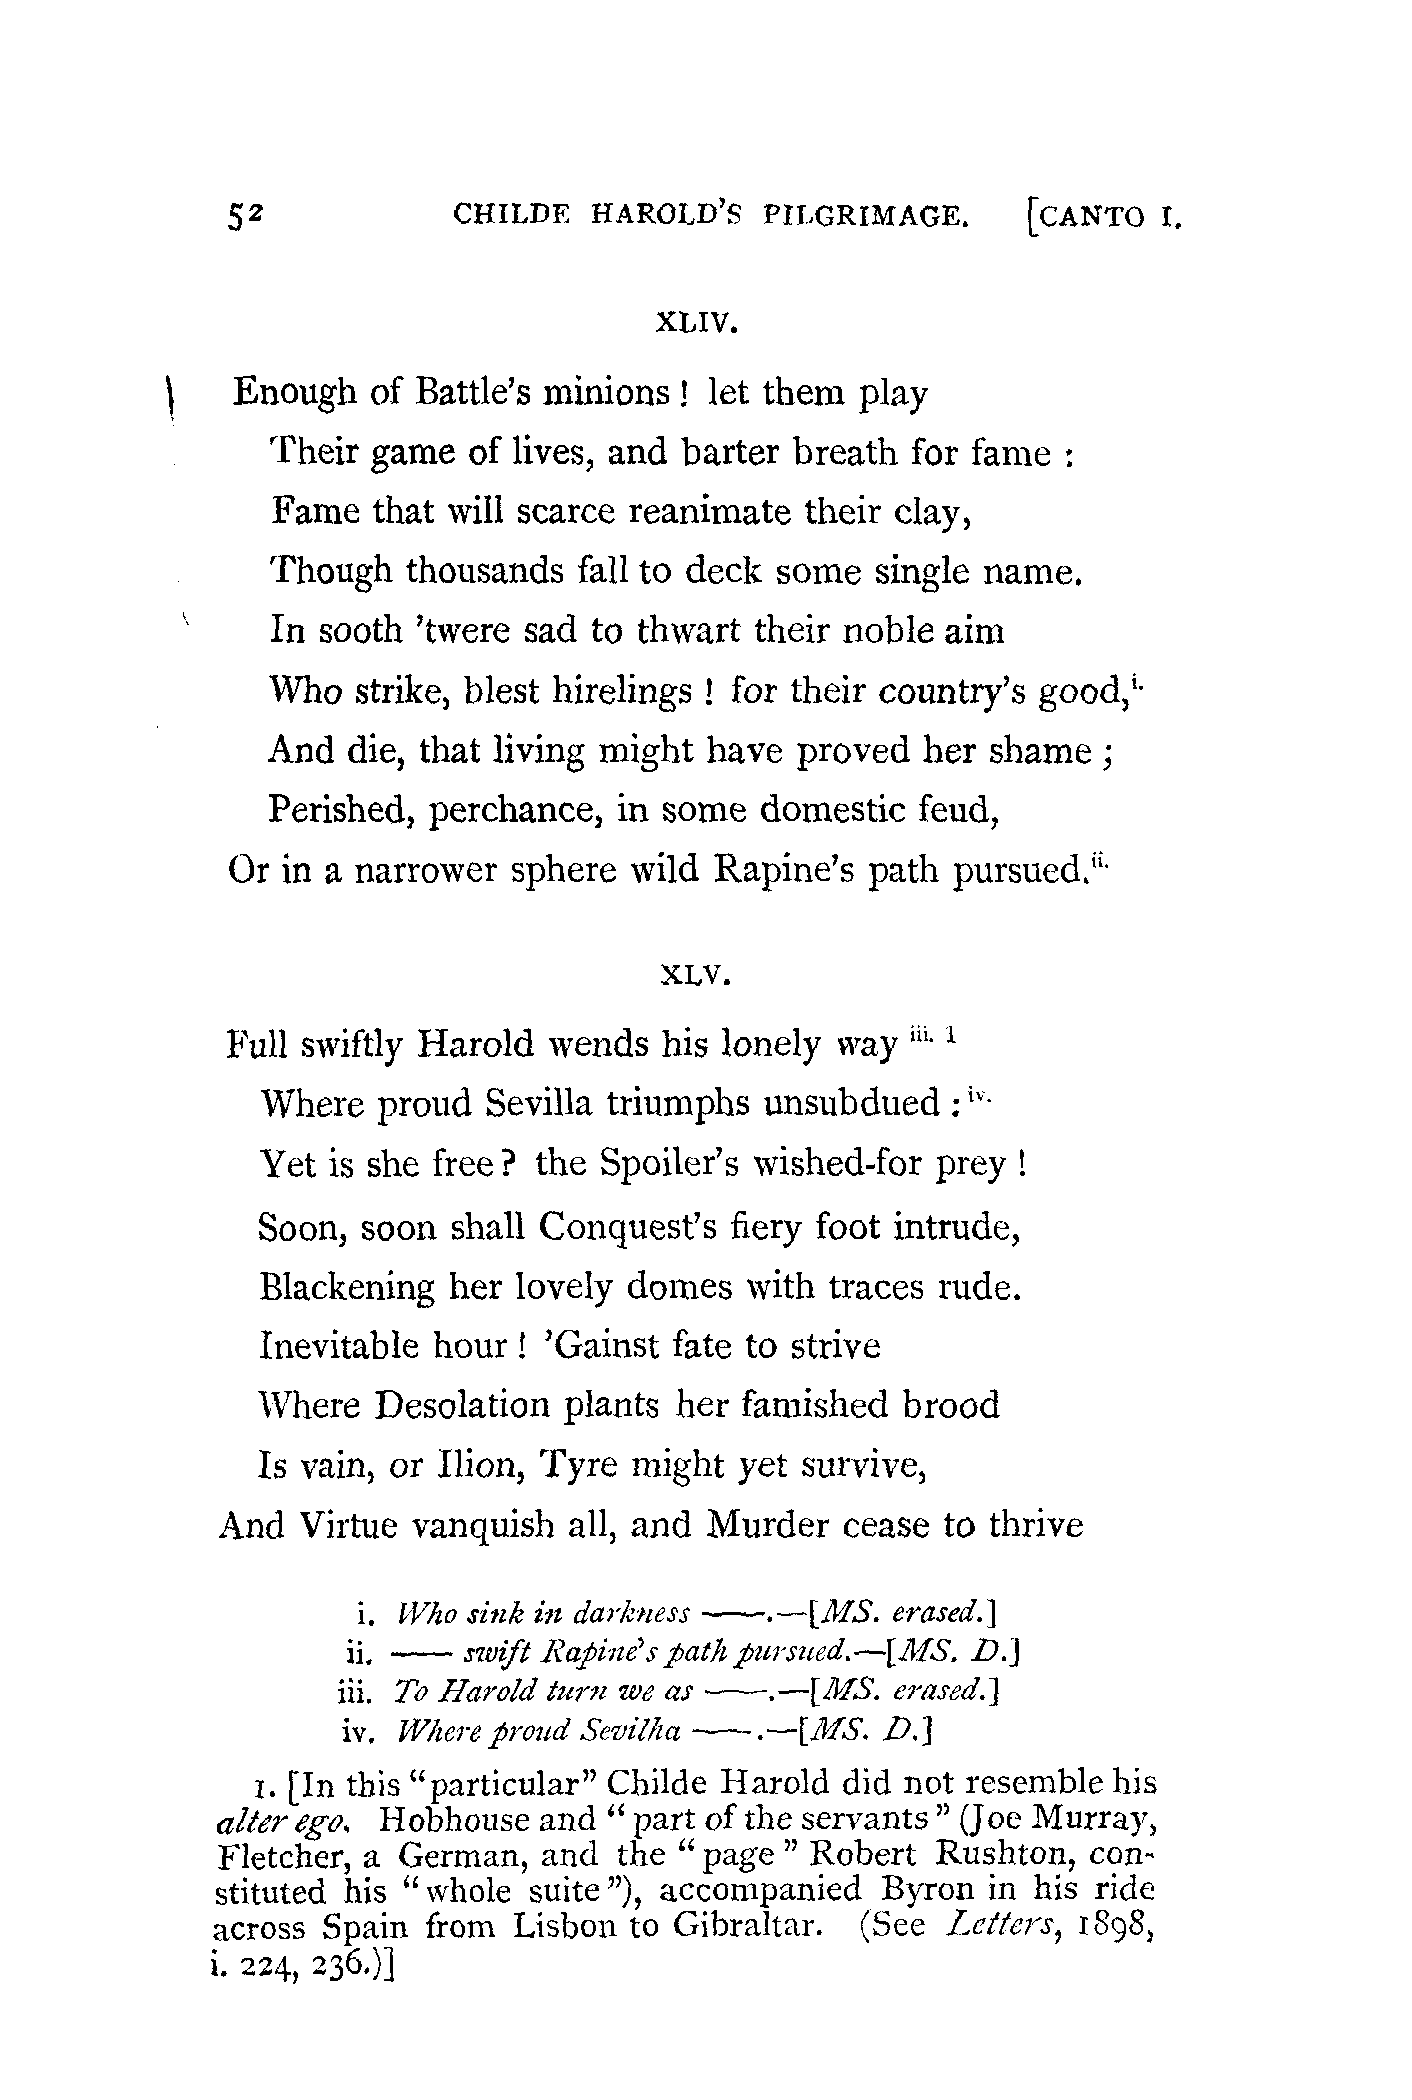 52 CHILDE HAROLD'S PILGRIMAGE. [CANTO I.
XLIV.
Enough of Battle's minions! let them play
Their game of lives, and barter breath for fame:
Fame that will scarce reanimate their clay,
Though thousands fall to deck some single name.
In sooth 'twere sad to thwart their noble aim
Who strike, blest hirelings! for their country's good,i.
And die, that living might have proved her shame;
Perished, perchance, in some domestic feud,
Or in a narrower sphere wild Rapine's path pursued.ii.
XLV.
Full swiftly Harold wends his lonely way iii. 1
Where proud Sevilla triumphs unsubdued:iv.
Yet is she free? the Spoiler's wished-for prey!
Soon, soon shall Conquest's fiery foot intrude,
Blackening her lovely domes with traces rude.
Inevitable hour! 'Gainst fate to strive
Where Desolation plants her famished brood
Is vain, or Ilion, Tyre might yet survive,
And Virtue vanquish all, and Murder cease to thrive
i. Who sink in darkness ——.—[MS. erased.]
ii. —— swift Rapine's path pursued.—[MS. D.]
iii. To Harold turn we as ——.—[MS. erased.]
iv. Where proud Sevilha ——.—[MS. D.]
1. [In this "particular" Childe Harold did not resemble his
alter ego. Hobhouse and "part of the servants" (Joe Murray,
Fletcher, a German, and the "page" Robert Rushton, con-
stituted his "whole suite"), accompanied Byron in his ride
across Spain from Lisbon to Gibraltar. (See Letters, 1898,
i. 224, 236.)]